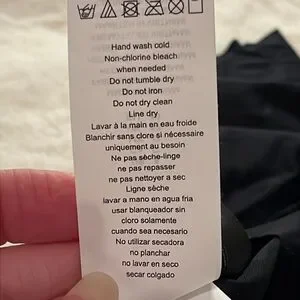 Hand wash cold
Non-chlorine bleach
when needed
Do not tumble dry
Do not iron
Do not dry clean
Line dry
Lavar à la main en eau froide
Blanchir sans clore si nécessaire
uniquement au besoin
Ne pas sèche-linge
ne pas repasser
ne pas nettoyer a sec
Ligne sèche
lavar a mano en agua fria
usar blanqueador sin
cloro solamente
cuando sea necesario
No utilizar secadora
no planchar
no lavar en seco
secar colgado